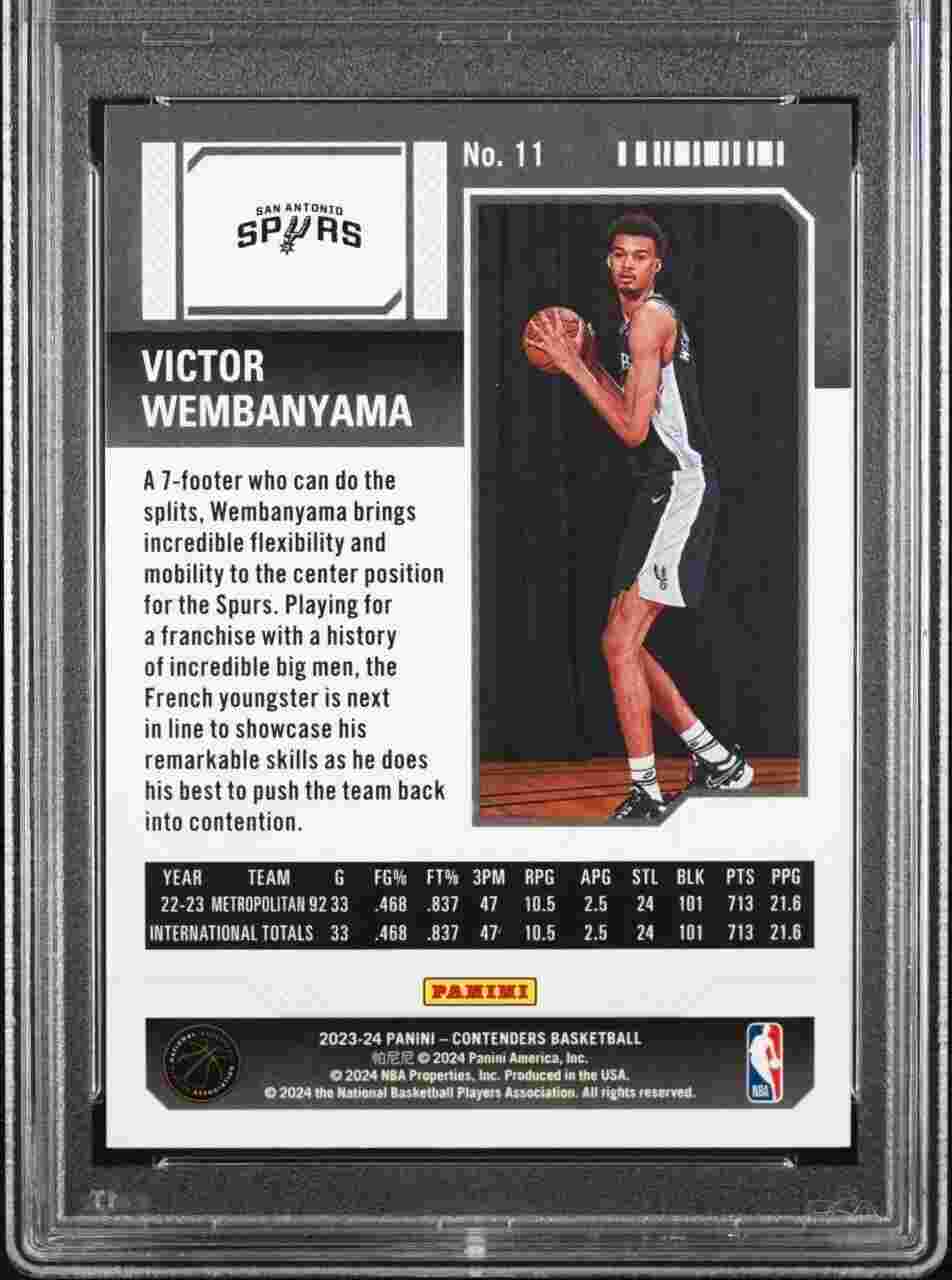 No. 11
SAN ANTONIO
SPURS
VICTOR
WEMBANYAMA
A 7-footer who can do the
splits, Wembanyama brings
incredible flexibility and
mobility to the center position
for the Spurs. Playing for
a franchise with a history
of incredible big men, the
French youngster is next
in line to showcase his
remarkable skills as he does
his best to push the team back
into contention.
YEAR TEAM G FG% FT% 3PM RPG APG STL BLK PTS PPG
22-23 METROPOLITAN 92 33 .468 .837 47 10.5 2.5 24 101 713 21.6
INTERNATIONAL TOTALS 33 .468 .837 47 10.5 2.5 24 101 713 21.6
PANINI
2023-24 PANINI – CONTENDERS BASKETBALL
帕尼尼 © 2024 Panini America, Inc.
© 2024 NBA Properties, Inc. Produced in the USA.
© 2024 the National Basketball Players Association. All rights reserved.
NBA